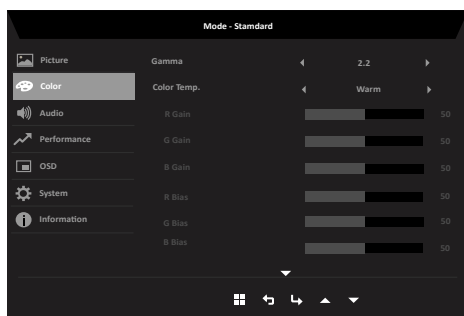 Mode - Stamdard
Picture
Color
Audio
Performance
OSD
System
Information
Gamma 2.2
Color Temp. Warm
R Gain 50
G Gain 50
B Gain 50
R Bias 50
G Bias 50
B Bias 50